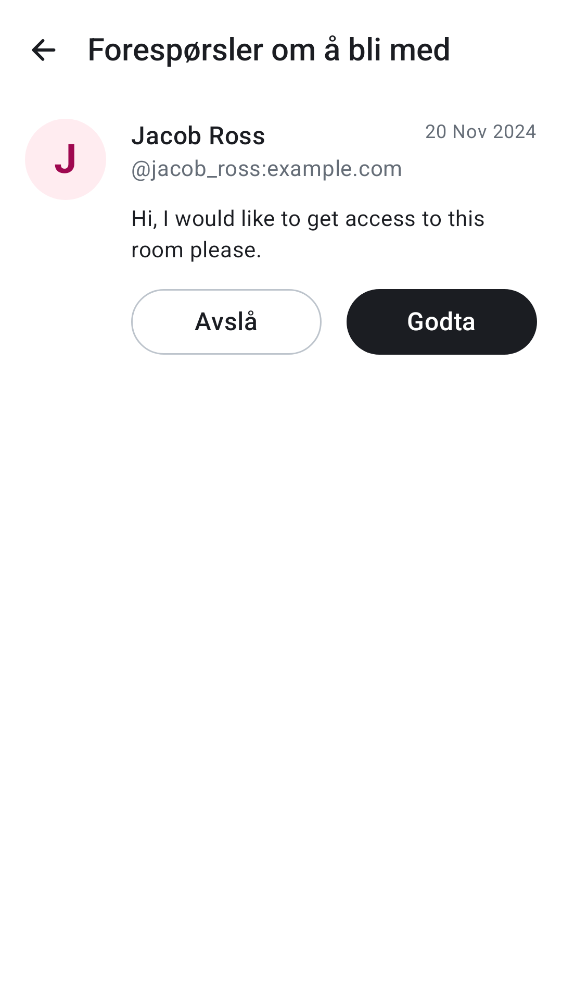 Forespørsler om å bli med
J
Jacob Ross
20 Nov 2024
@jacob_ross:example.com
Hi, I would like to get access to this
room please.
Avslå
Godta